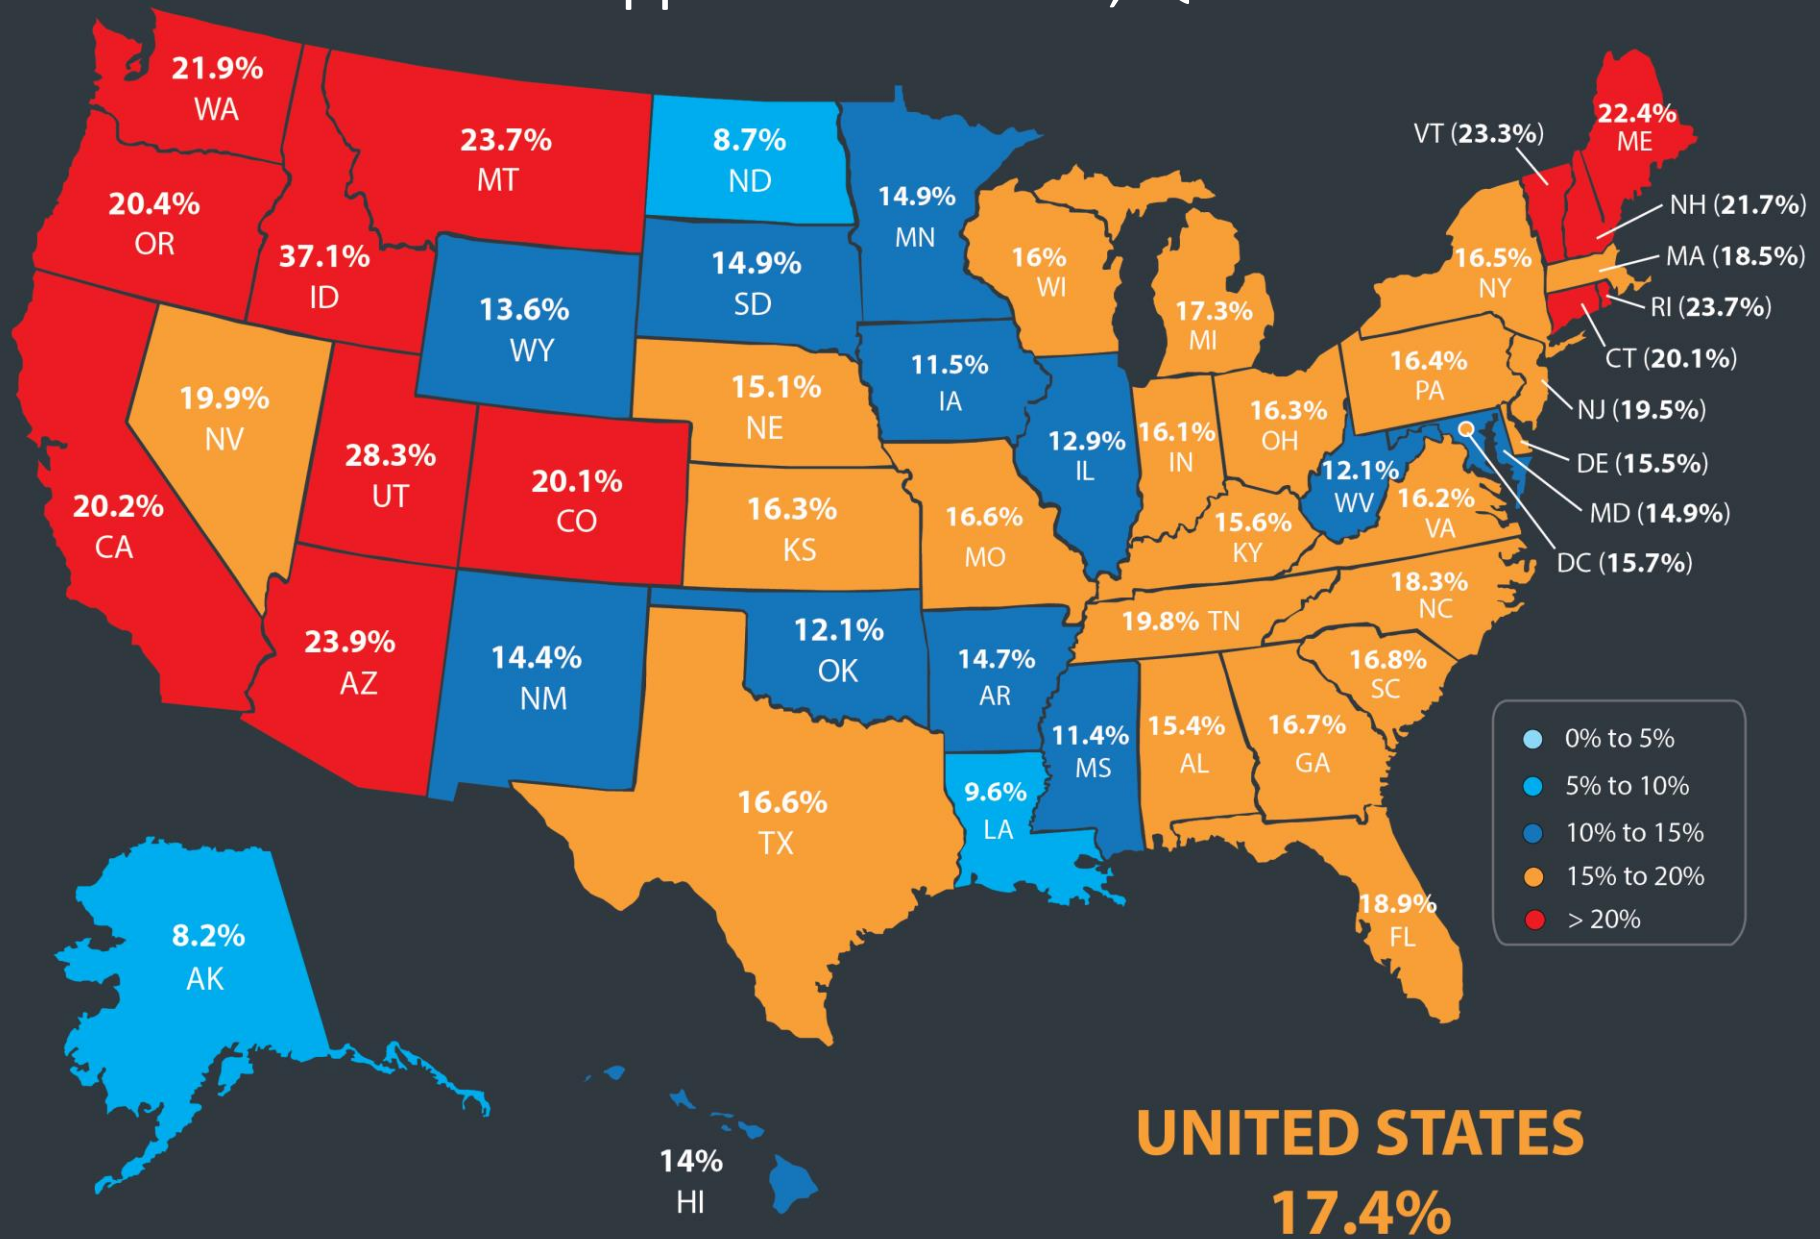 21.9%
WA
23.7%
MT
8.7%
ND
14.9%
MN
22.4%
ME
VT (23.3%)
NH (21.7%)
MA (18.5%)
RI (23.7%)
CT (20.1%)
NJ (19.5%)
DE (15.5%)
MD (14.9%)
DC (15.7%)
20.4%
OR
37.1%
ID
13.6%
WY
14.9%
SD
16%
WI
17.3%
MI
16.5%
NY
19.9%
NV
28.3%
UT
20.1%
CO
15.1%
NE
11.5%
IA
12.9%
IL
16.1%
IN
16.3%
OH
16.4%
PA
12.1%
WV
16.2%
VA
20.2%
CA
16.3%
KS
16.6%
MO
15.6%
KY
18.3%
NC
19.8% TN
23.9%
AZ
14.4%
NM
12.1%
OK
14.7%
AR
16.8%
SC
11.4%
MS
15.4%
AL
16.7%
GA
16.6%
TX
9.6%
LA
18.9%
FL
8.2%
AK
14%
HI
0% to 5%
5% to 10%
10% to 15%
15% to 20%
> 20%
UNITED STATES
17.4%